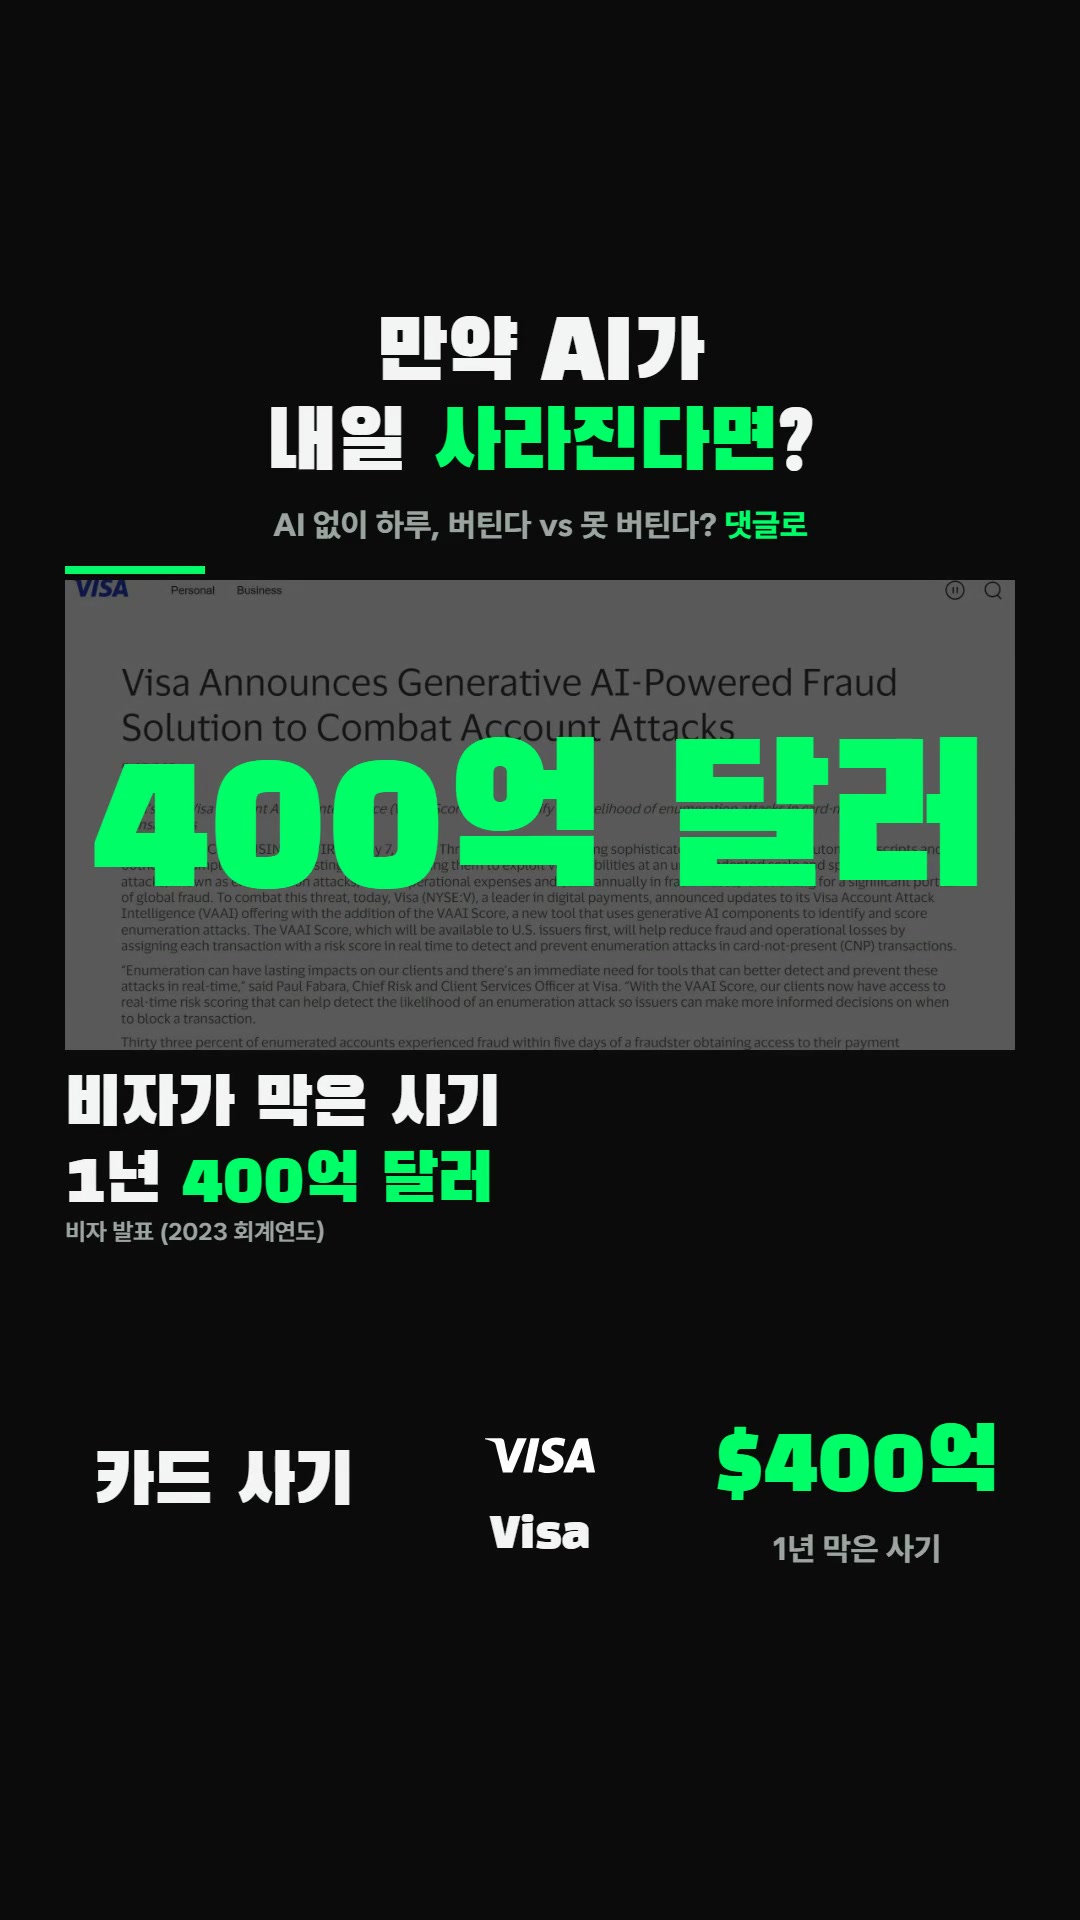 만약 AI가
내일 사라진다면?
AI 없이 하루, 버틴다 vs 못 버틴다? 댓글로
VISA Personal Business
Visa Announces Generative AI-Powered Fraud
Solution to Combat Account Attacks
400억 달러
of global fraud. To combat this threat, today, Visa (NYSE:V), a leader in digital payments, announced updates to its Visa Account Attack
Intelligence (VAAI) offering with the addition of the VAAI Score, a new tool that uses generative AI components to identify and score
enumeration attacks. The VAAI Score, which will be available to U.S. issuers first, will help reduce fraud and operational losses by
assigning each transaction with a risk score in real time to detect and prevent enumeration attacks in card-not-present (CNP) transactions.
"Enumeration can have lasting impacts on our clients and there's an immediate need for tools that can better detect and prevent these
attacks in real-time," said Paul Fabara, Chief Risk and Client Services Officer at Visa. "With the VAAI Score, our clients now have access to
real-time risk scoring that can help detect the likelihood of an enumeration attack so issuers can make more informed decisions on when
to block a transaction.
Thirty three percent of enumerated accounts experienced fraud within five days of a fraudster obtaining access to their payment
비자가 막은 사기
1년 400억 달러
비자 발표 (2023 회계연도)
카드 사기
VISA
Visa
$400억
1년 막은 사기